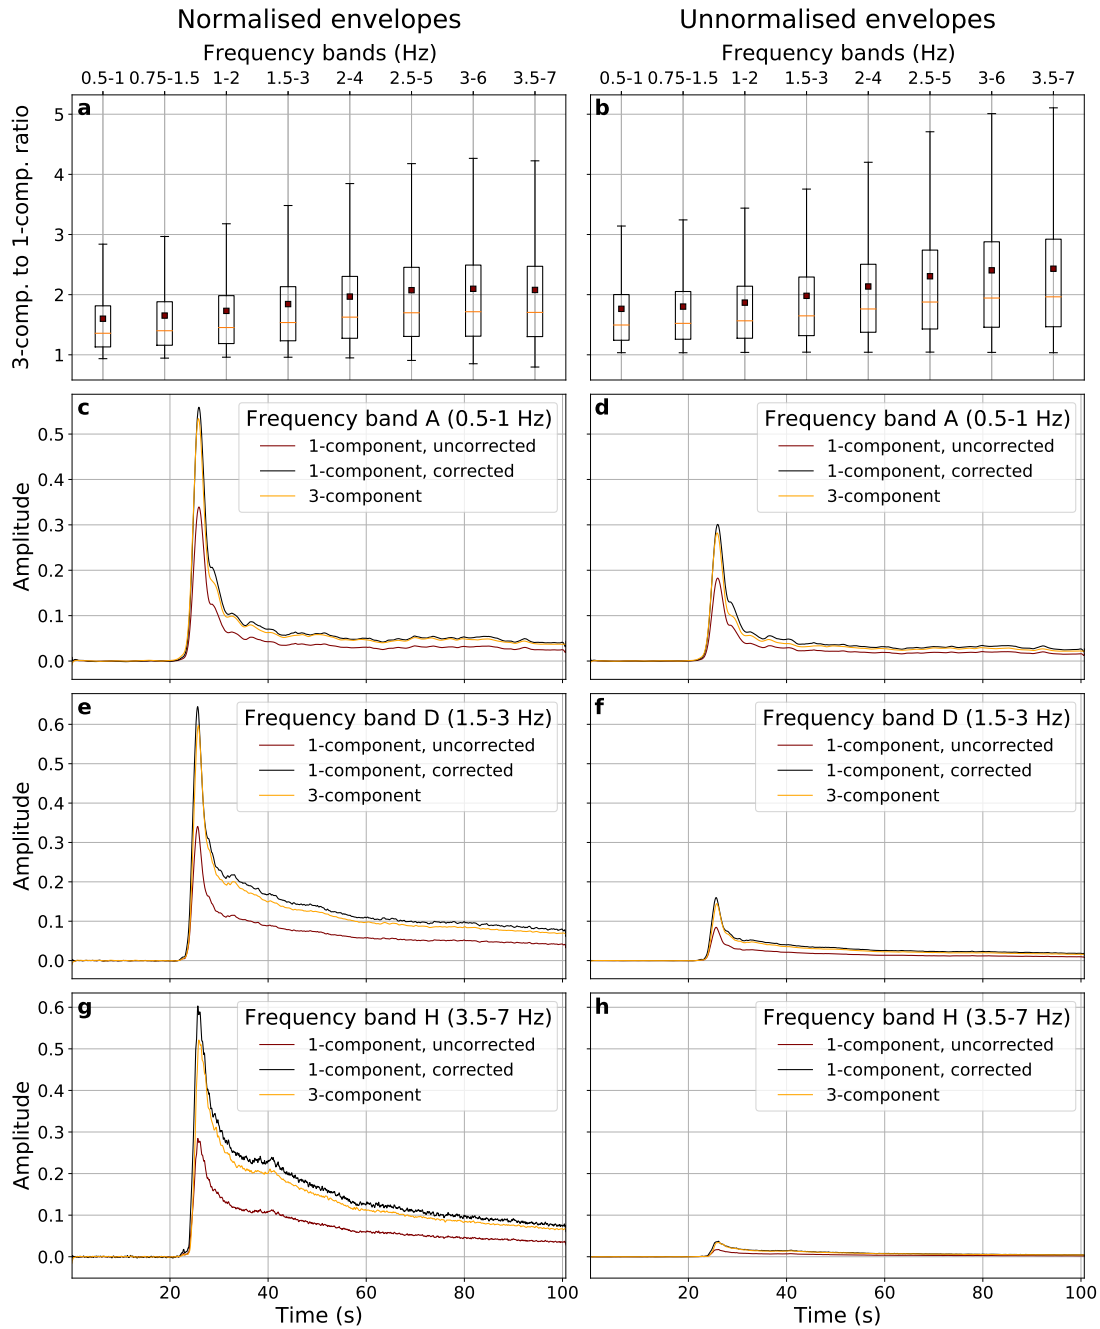 Normalised envelopes Unnormalised envelopes
Frequency bands (Hz) Frequency bands (Hz)
0.5-1 0.75-1.5 1-2 1.5-3 2-4 2.5-5 3-6 3.5-7 0.5-1 0.75-1.5 1-2 1.5-3 2-4 2.5-5 3-6 3.5-7
a b
3-comp. to 1-comp. ratio
5
4
3
2
1
c d
Frequency band A (0.5-1 Hz) Frequency band A (0.5-1 Hz)
1-component, uncorrected 1-component, uncorrected
1-component, corrected 1-component, corrected
3-component 3-component
Amplitude
0.5
0.4
0.3
0.2
0.1
0.0
e f
Frequency band D (1.5-3 Hz) Frequency band D (1.5-3 Hz)
1-component, uncorrected 1-component, uncorrected
1-component, corrected 1-component, corrected
3-component 3-component
Amplitude
0.6
0.5
0.4
0.3
0.2
0.1
0.0
g h
Frequency band H (3.5-7 Hz) Frequency band H (3.5-7 Hz)
1-component, uncorrected 1-component, uncorrected
1-component, corrected 1-component, corrected
3-component 3-component
Amplitude
0.6
0.5
0.4
0.3
0.2
0.1
0.0
20 40 60 80 100 20 40 60 80 100
Time (s) Time (s)